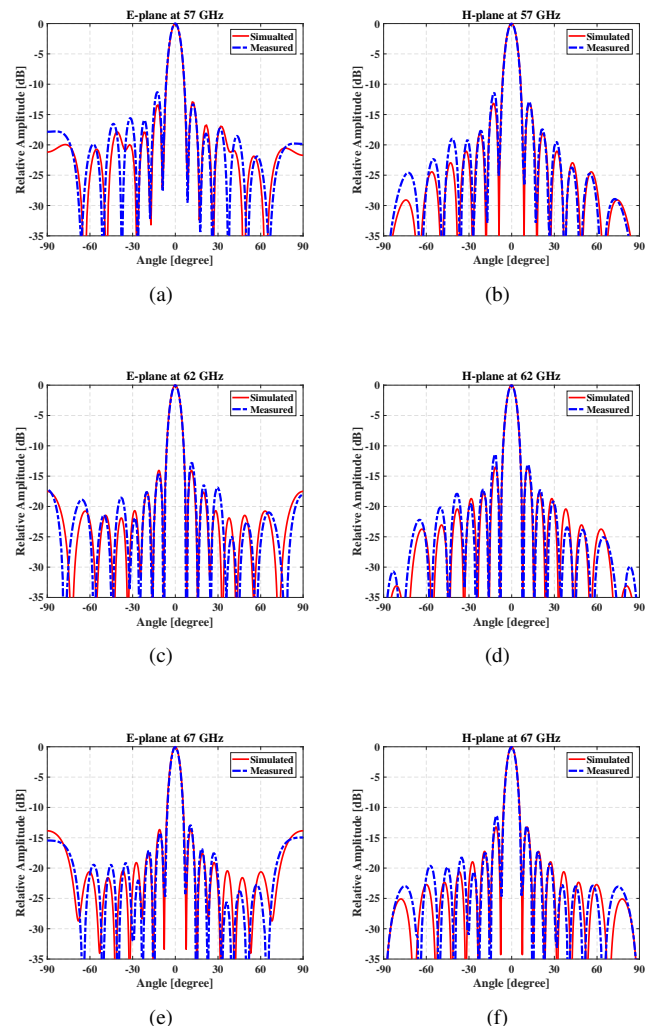 E-plane at 57 GHz
Simualted
Measured
Relative Amplitude [dB]
0
-5
-10
-15
-20
-25
-30
-35
-90 -60 -30 0 30 60 90
Angle [degree]
(a)
H-plane at 57 GHz
Simulated
Measured
Relative Amplitude [dB]
0
-5
-10
-15
-20
-25
-30
-35
-90 -60 -30 0 30 60 90
Angle [degree]
(b)
E-plane at 62 GHz
Simulated
Measured
Relative Amplitude [dB]
0
-5
-10
-15
-20
-25
-30
-35
-90 -60 -30 0 30 60 90
Angle [degree]
(c)
H-plane at 62 GHz
Simulated
Measured
Relative Amplitude [dB]
0
-5
-10
-15
-20
-25
-30
-35
-90 -60 -30 0 30 60 90
Angle [degree]
(d)
E-plane at 67 GHz
Simulated
Measured
Relative Amplitude [dB]
0
-5
-10
-15
-20
-25
-30
-35
-90 -60 -30 0 30 60 90
Angle [degree]
(e)
H-plane at 67 GHz
Simulated
Measured
Relative Amplitude [dB]
0
-5
-10
-15
-20
-25
-30
-35
-90 -60 -30 0 30 60 90
Angle [degree]
(f)